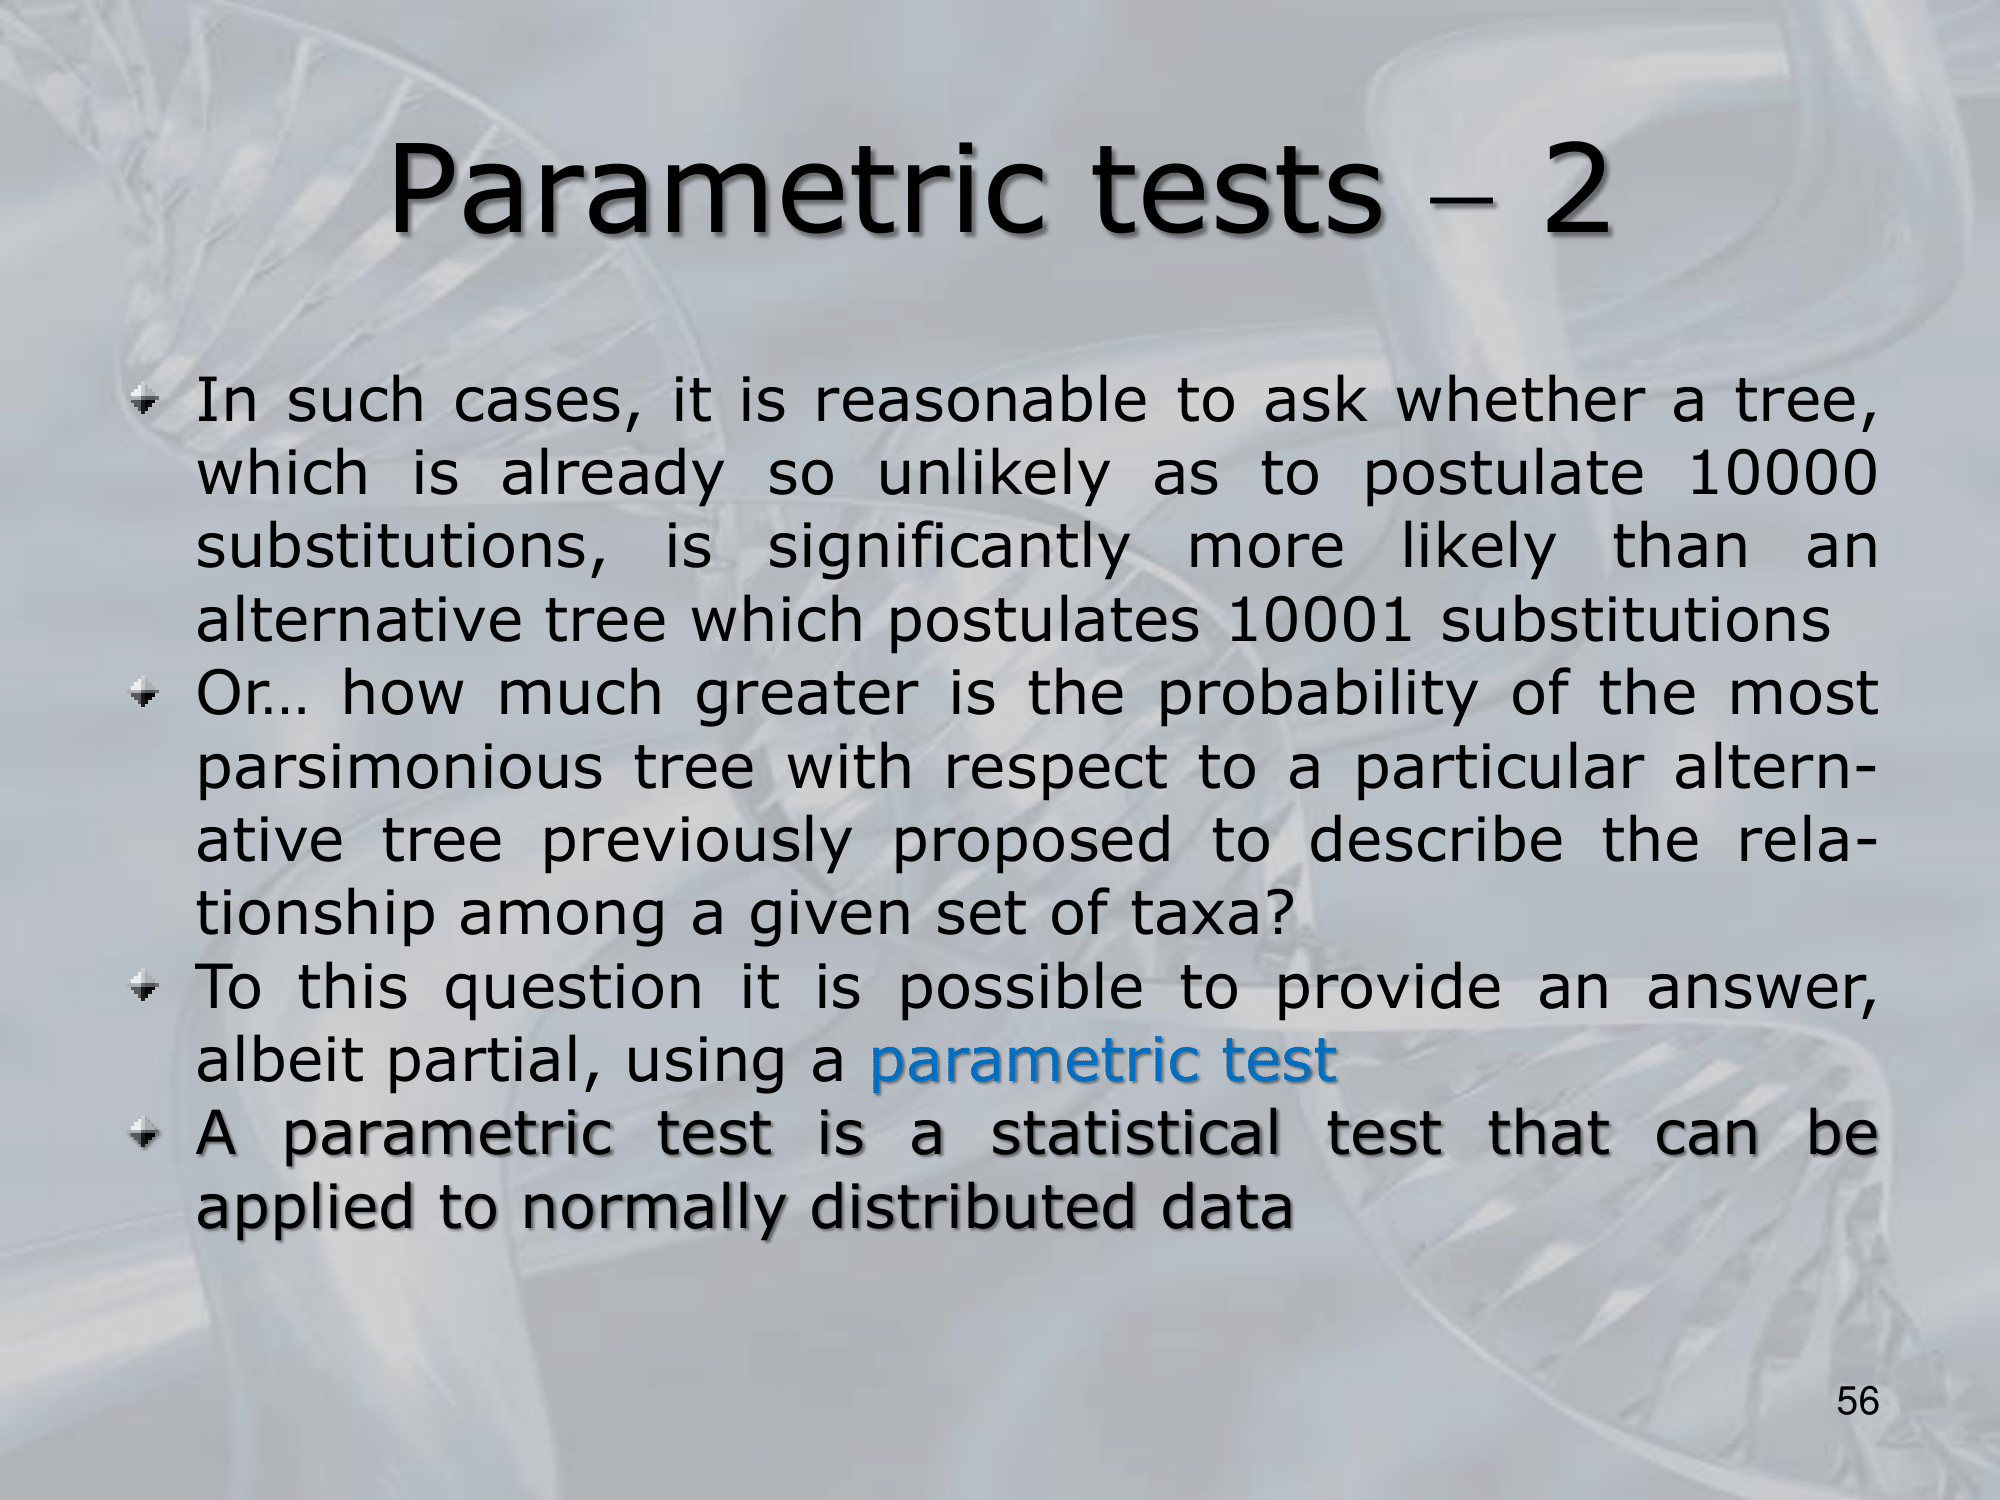 Parametric tests – 2
In such cases, it is reasonable to ask whether a tree,
which is already so unlikely as to postulate 10000
substitutions, is significantly more likely than an
alternative tree which postulates 10001 substitutions
Or… how much greater is the probability of the most
parsimonious tree with respect to a particular altern-
ative tree previously proposed to describe the rela-
tionship among a given set of taxa?
To this question it is possible to provide an answer,
albeit partial, using a parametric test
A parametric test is a statistical test that can be
applied to normally distributed data
56